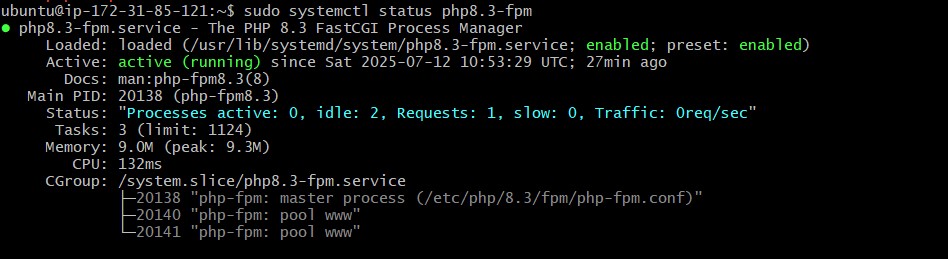 ubuntu@ip-172-31-85-121:~$ sudo systemctl status php8.3-fpm
● php8.3-fpm.service - The PHP 8.3 FastCGI Process Manager
     Loaded: loaded (/usr/lib/systemd/system/php8.3-fpm.service; enabled; preset: enabled)
     Active: active (running) since Sat 2025-07-12 10:53:29 UTC; 27min ago
       Docs: man:php-fpm8.3(8)
   Main PID: 20138 (php-fpm8.3)
     Status: "Processes active: 0, idle: 2, Requests: 1, slow: 0, Traffic: 0req/sec"
      Tasks: 3 (limit: 1124)
     Memory: 9.0M (peak: 9.3M)
        CPU: 132ms
     CGroup: /system.slice/php8.3-fpm.service
             ├─20138 "php-fpm: master process (/etc/php/8.3/fpm/php-fpm.conf)"
             ├─20140 "php-fpm: pool www"
             └─20141 "php-fpm: pool www"